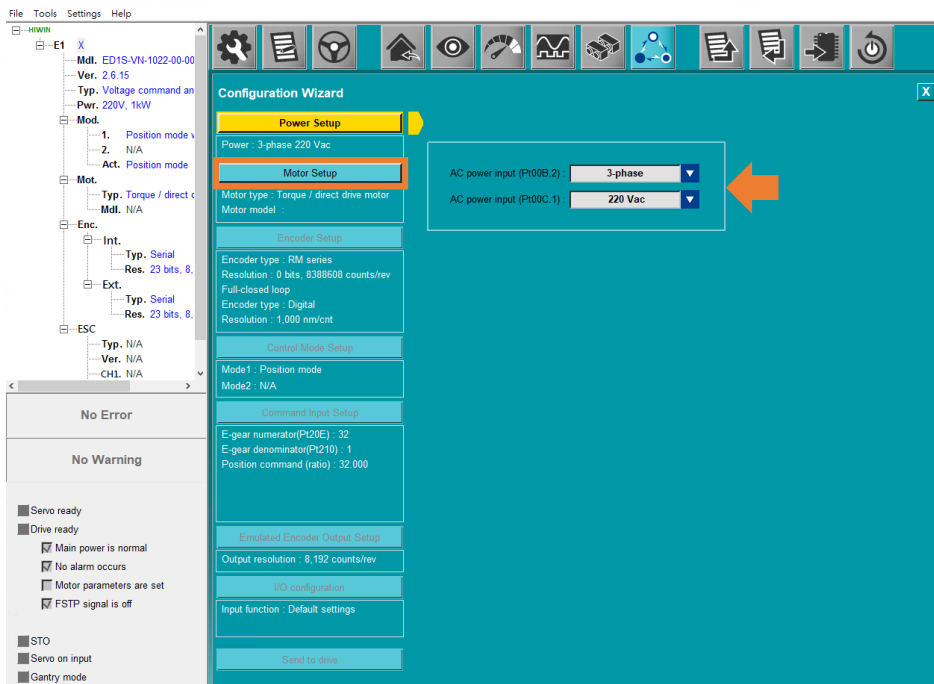 File Tools Settings Help
HIWIN
E1 X
Mdl. ED1S-VN-1022-00-00
Ver. 2.6.15
Typ. Voltage command an
Pwr. 220V, 1kW
Mod.
1. Position mode
2. N/A
Act. Position mode
Mot.
Typ. Torque / direct
Mdl. N/A
Enc.
Int.
Typ. Serial
Res. 23 bits, 8,
Ext.
Typ. Serial
Res. 23 bits, 8,
ESC
Typ. N/A
Ver. N/A
CH1. N/A
No Error
No Warning
Servo ready
Drive ready
Main power is normal
No alarm occurs
Motor parameters are set
FSTP signal is off
STO
Servo on input
Gantry mode
Configuration Wizard
X
Power Setup
Power : 3-phase 220 Vac
Motor Setup
Motor type : Torque / direct drive motor
Motor model :
Encoder Setup
Encoder type : RM series
Resolution : 0 bits, 8388608 counts/rev
Full-closed loop
Encoder type : Digital
Resolution : 1,000 nm/cnt
Control Mode Setup
Mode1 : Position mode
Mode2 : N/A
Command Input Setup
E-gear numerator(Pt20E) : 32
E-gear denominator(Pt210) : 1
Position command (ratio) : 32.000
Emulated Encoder Output Setup
Output resolution : 8,192 counts/rev
I/O configuration
Input function : Default settings
Send to drive
AC power input (Pt00B.2) : 3-phase
AC power input (Pt00C.1) : 220 Vac